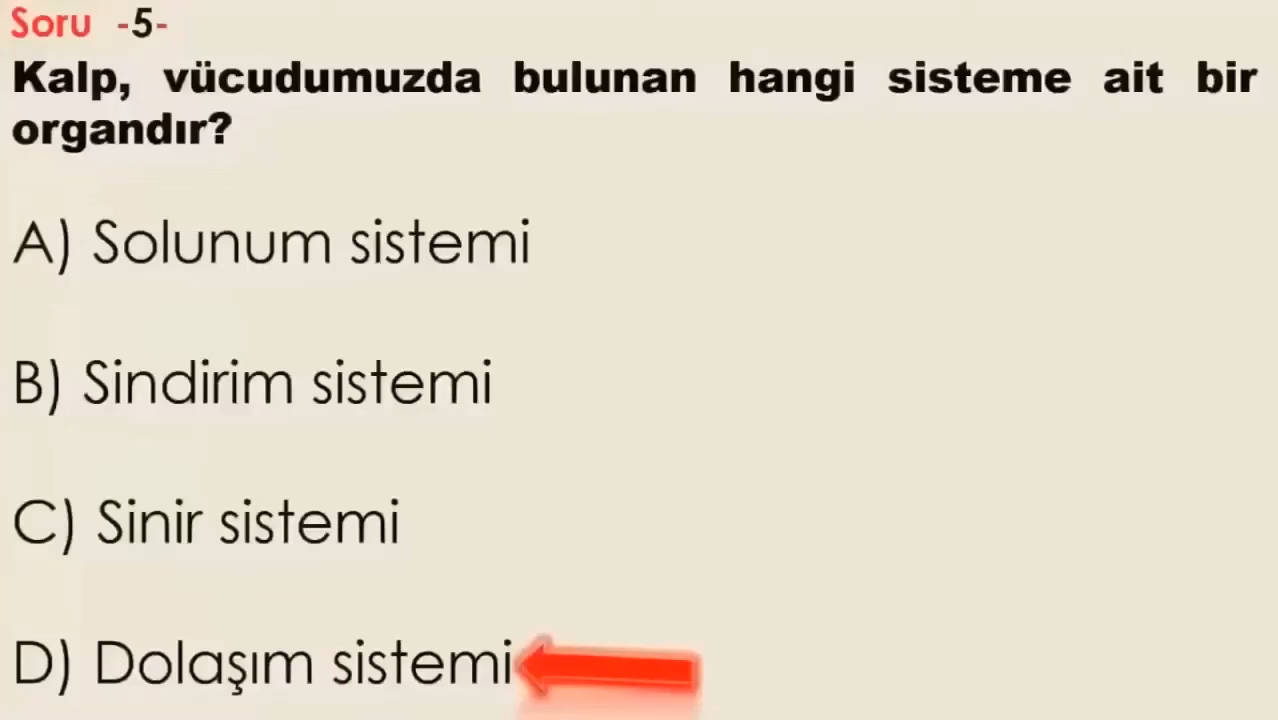 Soru -5-
Kalp, vücudumuzda bulunan hangi sisteme ait bir
organdır?
A) Solunum sistemi
B) Sindirim sistemi
C) Sinir sistemi
D) Dolaşım sistemi